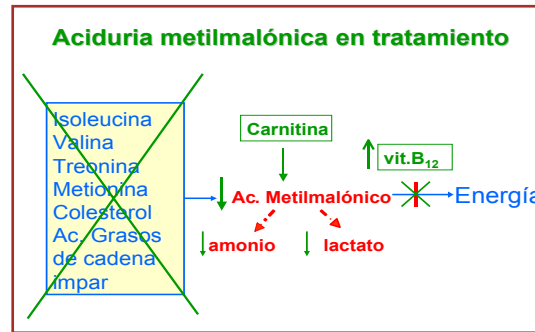 Aciduria metilmalónica en tratamiento
Isoleucina
Valina
Treonina
Metionina
Colesterol
Ac. Grasos
de cadena
impar
Carnitina
vit.B12
Ac. Metilmalónico
Energía
amonio
lactato